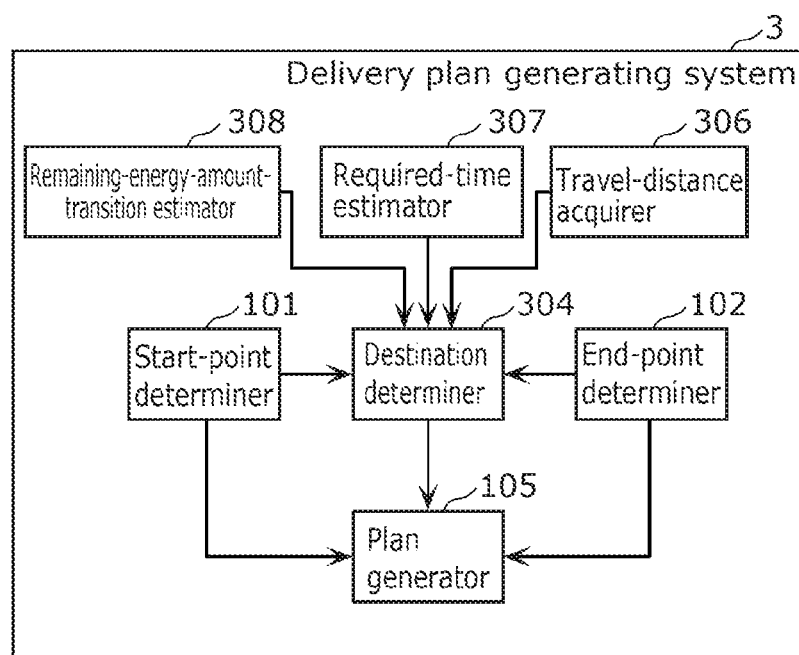 3
Delivery plan generating system
308
307
306
Remaining-energy-amount-
transition estimator
Required-time
estimator
Travel-distance
acquirer
101
304
102
Start-point
determiner
Destination
determiner
End-point
determiner
105
Plan
generator